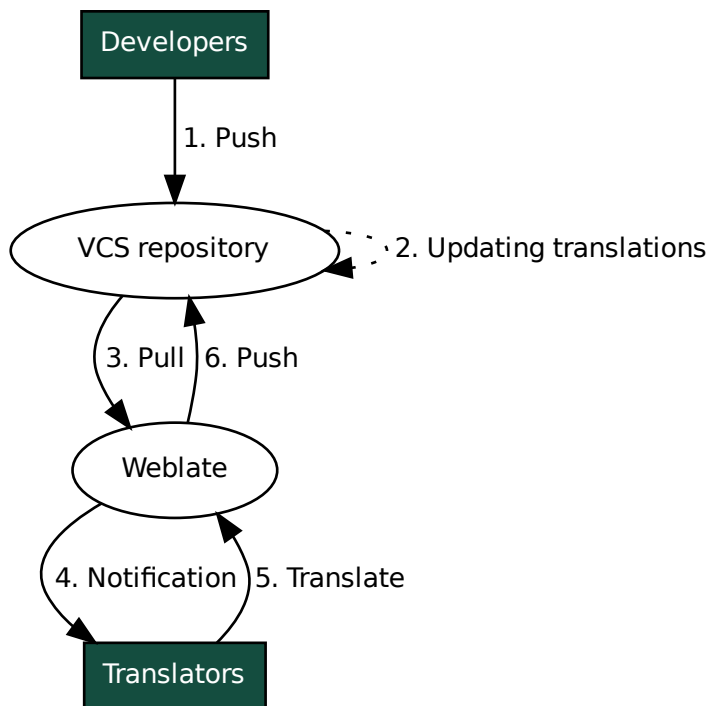 Developers
1. Push
VCS repository
2. Updating translations
3. Pull
6. Push
Weblate
4. Notification
5. Translate
Translators